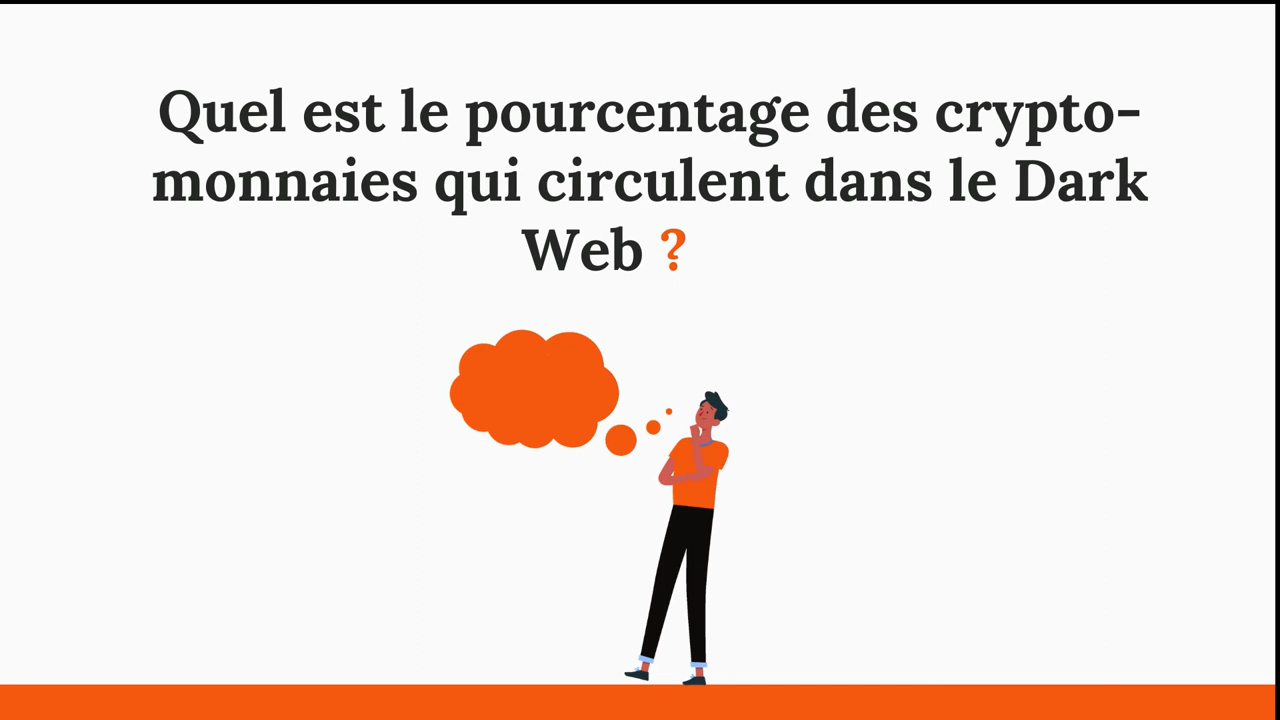 Quel est le pourcentage des crypto-
monnaies qui circulent dans le Dark
Web ?